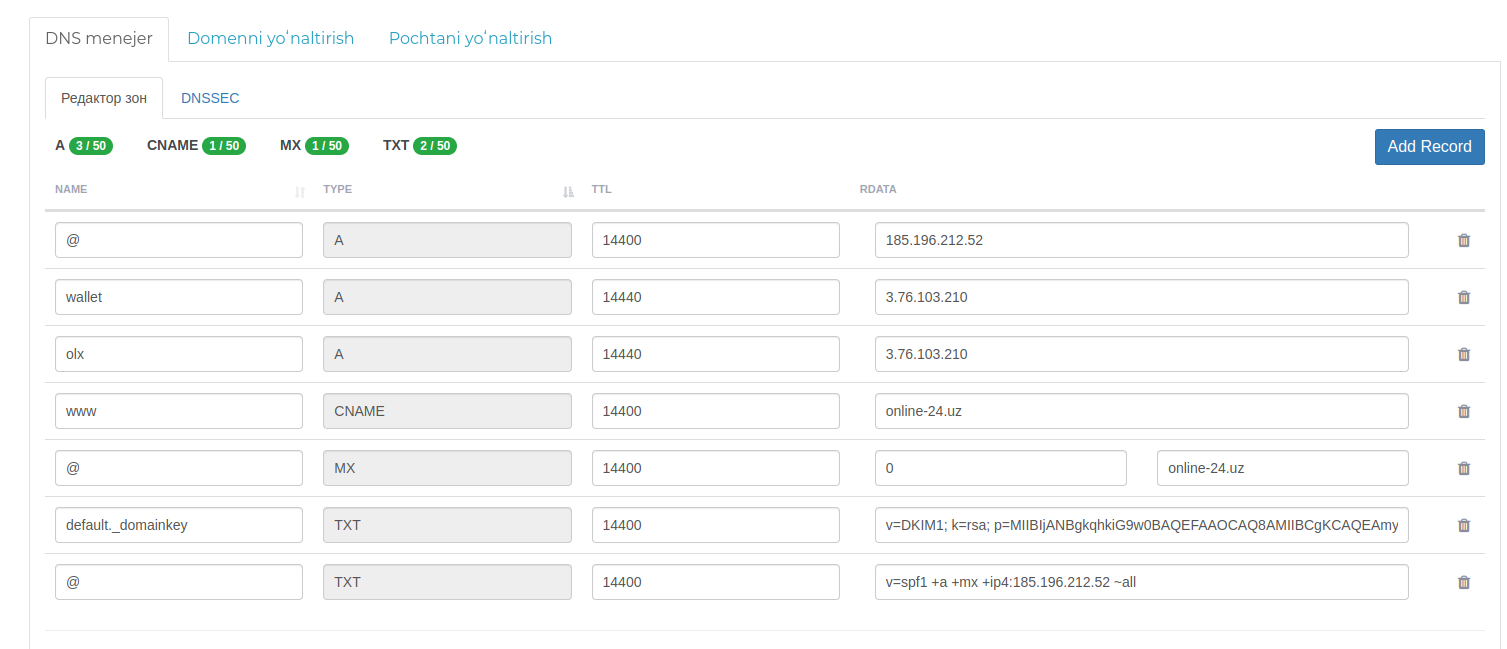 DNS menejer Domenni yoʻnaltirish Pochtani yoʻnaltirish
Редактор зон DNSSEC
A 3 / 50 CNAME 1 / 50 MX 1 / 50 TXT 2 / 50 Add Record
NAME TYPE TTL RDATA
@ A 14400 185.196.212.52
wallet A 14440 3.76.103.210
olx A 14440 3.76.103.210
www CNAME 14400 online-24.uz
@ MX 14400 0 online-24.uz
default._domainkey TXT 14400 v=DKIM1; k=rsa; p=MIIBIjANBgkqhkiG9w0BAQEFAAOCAQ8AMIIBCgKCAQEAmy
@ TXT 14400 v=spf1 +a +mx +ip4:185.196.212.52 ~all